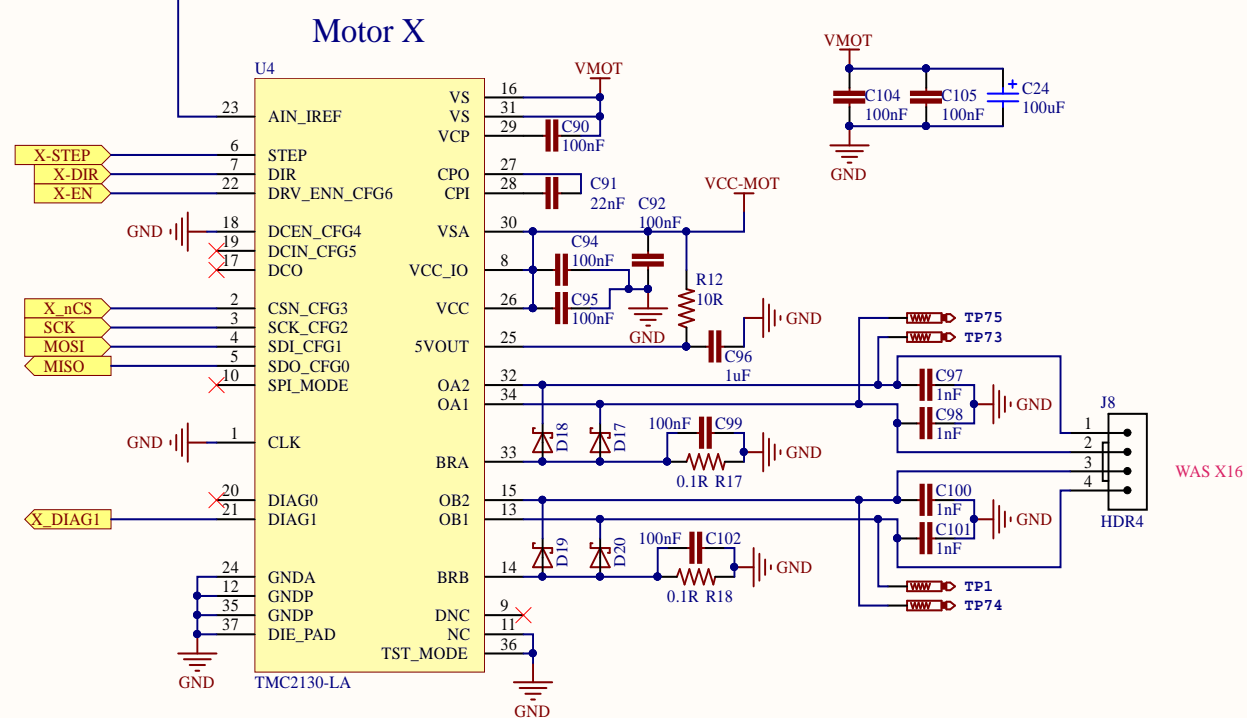 Motor X
U4
23 AIN_IREF
X-STEP 6 STEP
X-DIR 7 DIR
X-EN 22 DRV_ENN_CFG6
GND 18 DCEN_CFG4
19 DCIN_CFG5
17 DCO
X_nCS 2 CSN_CFG3
SCK 3 SCK_CFG2
MOSI 4 SDI_CFG1
MISO 5 SDO_CFG0
10 SPI_MODE
GND 1 CLK
20 DIAG0
X_DIAG1 21 DIAG1
24 GNDA
12 GNDP
35 GNDP
37 DIE_PAD
GND
TMC2130-LA
VMOT
VS 16
VS 31
VCP 29
C90
100nF
CPO 27
CPI 28
C91
22nF
VCC-MOT
VSA 30
C92
100nF
C94
100nF
VCC_IO 8
C95
100nF
VCC 26
GND
R12
10R
5VOUT 25
C96
1uF
GND
OA2 32
OA1 34
D18
D17
100nF C99
BRA 33
0.1R R17
GND
OB2 15
OB1 13
D19
D20
100nF C102
BRB 14
0.1R R18
GND
DNC 9
NC 11
TST_MODE 36
GND
VMOT
C104
100nF
C105
100nF
+
C24
100uF
GND
TP75
TP73
C97
1nF
C98
1nF
GND
C100
1nF
C101
1nF
GND
TP1
TP74
J8
1
2
3
4
HDR4
WAS X16